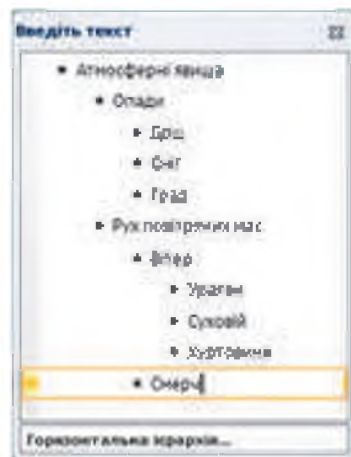 Введіть текст
Атмосферні явища
Опади
Дощ
Сніг
Град
Рух повітряних мас
Вітер
Ураган
Суховій
Хуртовина
Смерч
Горизонтальна ієрархія...